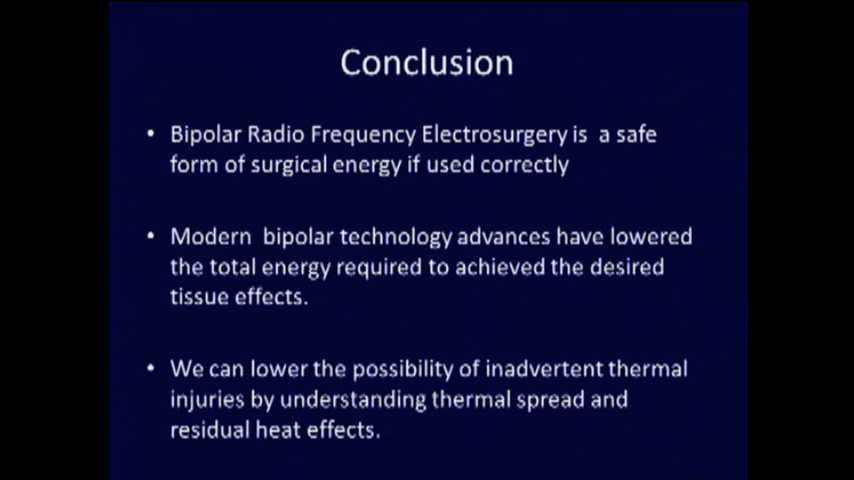 Conclusion
• Bipolar Radio Frequency Electrosurgery is a safe
form of surgical energy if used correctly
• Modern bipolar technology advances have lowered
the total energy required to achieved the desired
tissue effects.
• We can lower the possibility of inadvertent thermal
injuries by understanding thermal spread and
residual heat effects.